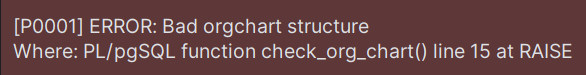 [P0001] ERROR: Bad orgchart structure
Where: PL/pgSQL function check_org_chart() line 15 at RAISE